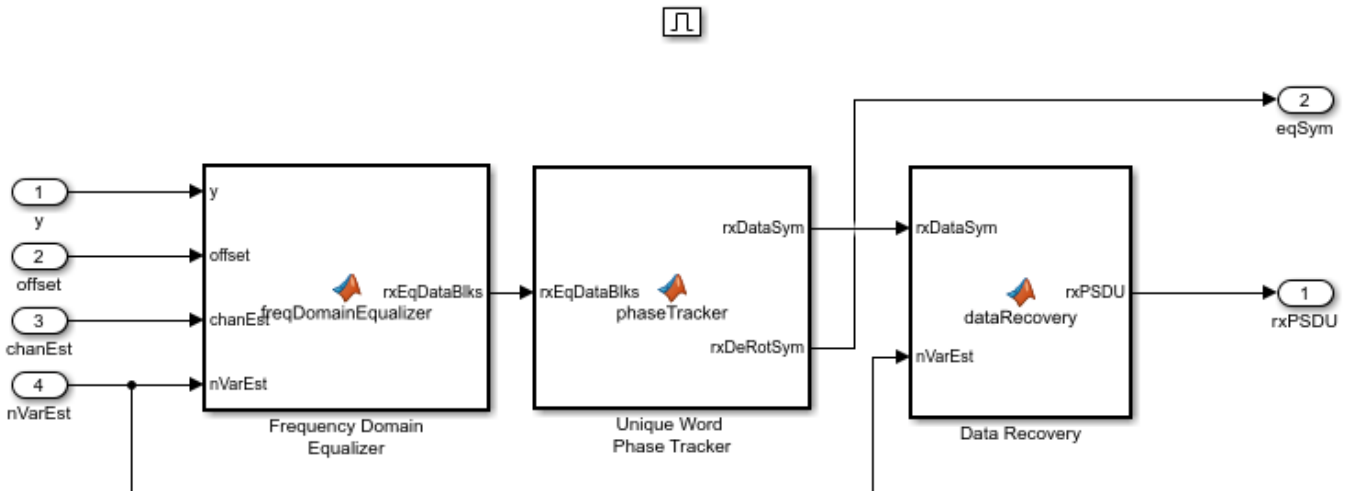 2
eqSym
1
y
2
offset
3
chanEst
4
nVarEst
y
offset
chanEst
nVarEst
freqDomainEqualizer
rxEqDataBlks
Frequency Domain
Equalizer
rxEqDataBlks
phaseTracker
rxDataSym
rxDeRotSym
Unique Word
Phase Tracker
rxDataSym
nVarEst
dataRecovery
rxPSDU
Data Recovery
1
rxPSDU